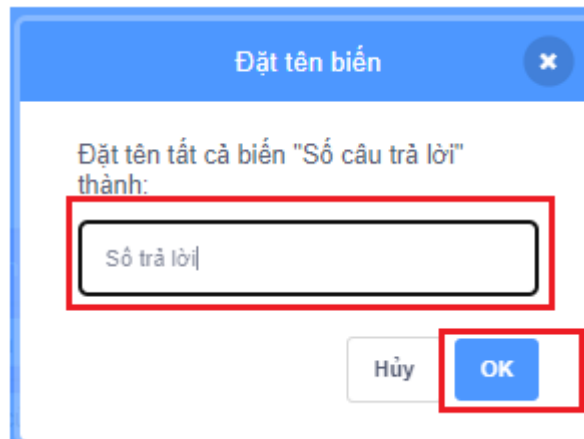 Đặt tên biến
Đặt tên tất cả biến "Số câu trả lời"
thành:
Số trả lời
Hủy
OK